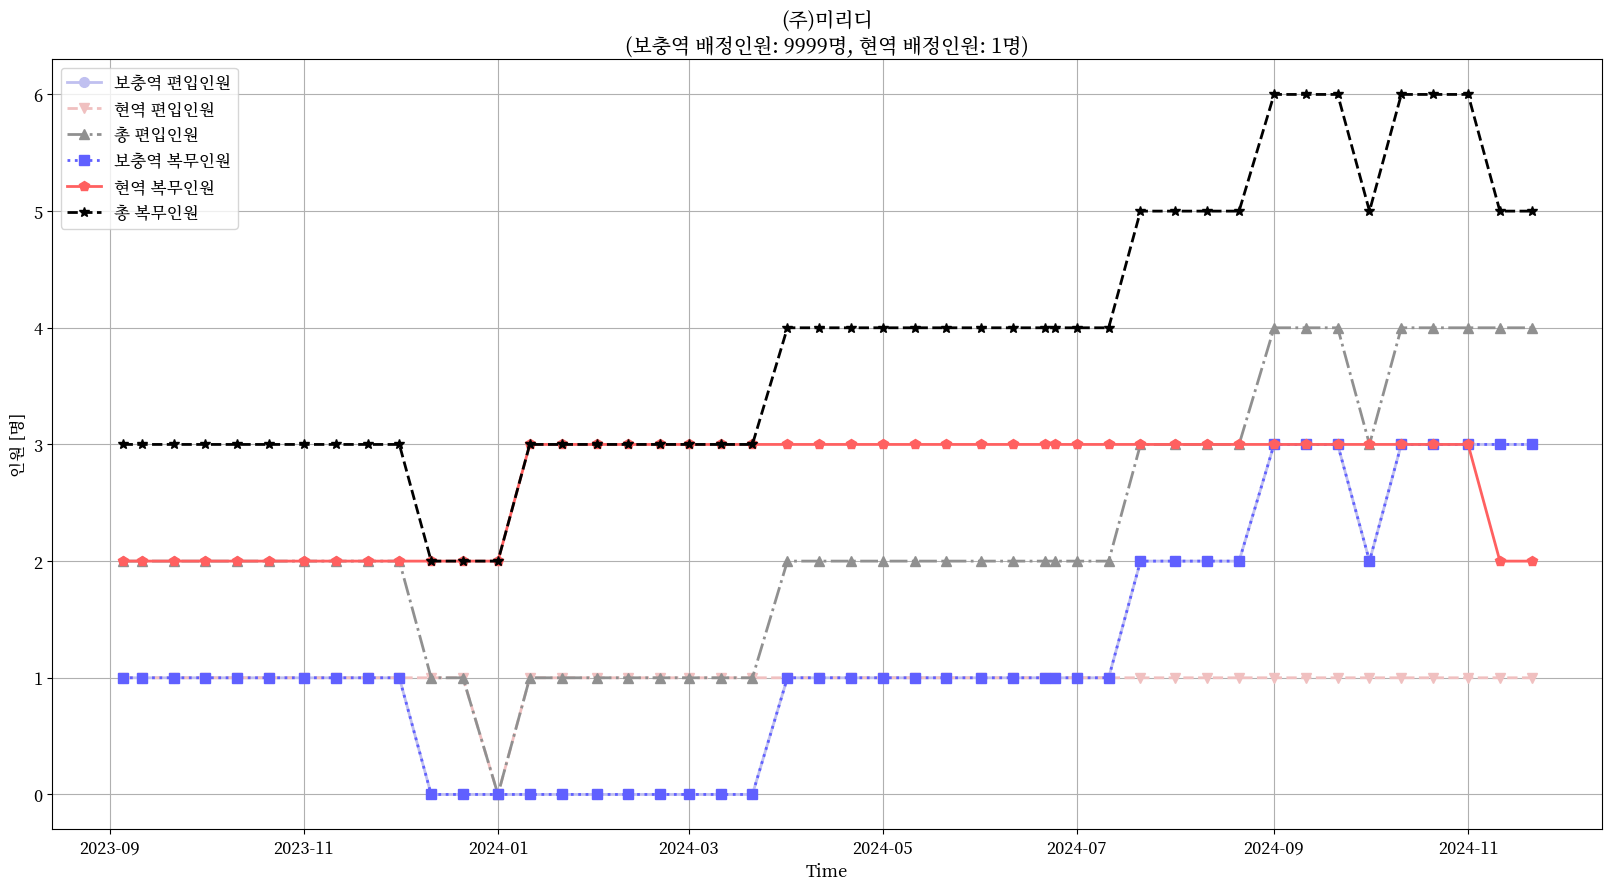 (주)미리디
(보충역 배정인원: 9999명, 현역 배정인원: 1명)
보충역 편입인원
현역 편입인원
총 편입인원
보충역 복무인원
현역 복무인원
총 복무인원
인원 [명]
6
5
4
3
2
1
0
2023-09
2023-11
2024-01
2024-03
2024-05
2024-07
2024-09
2024-11
Time